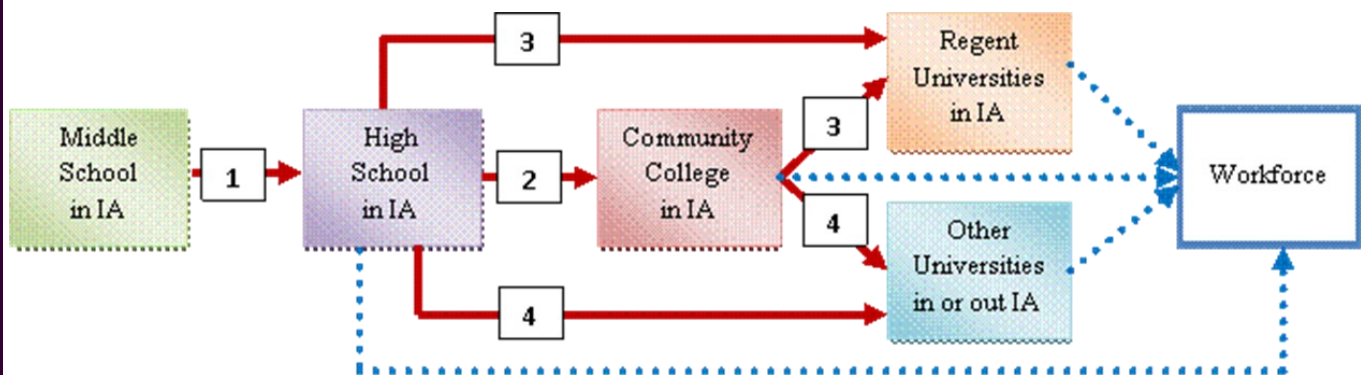 3
Regent
Universities
in IA
Middle
School
in IA
1
High
School
in IA
2
Community
College
in IA
3
4
Workforce
Other
Universities
in or out IA
4